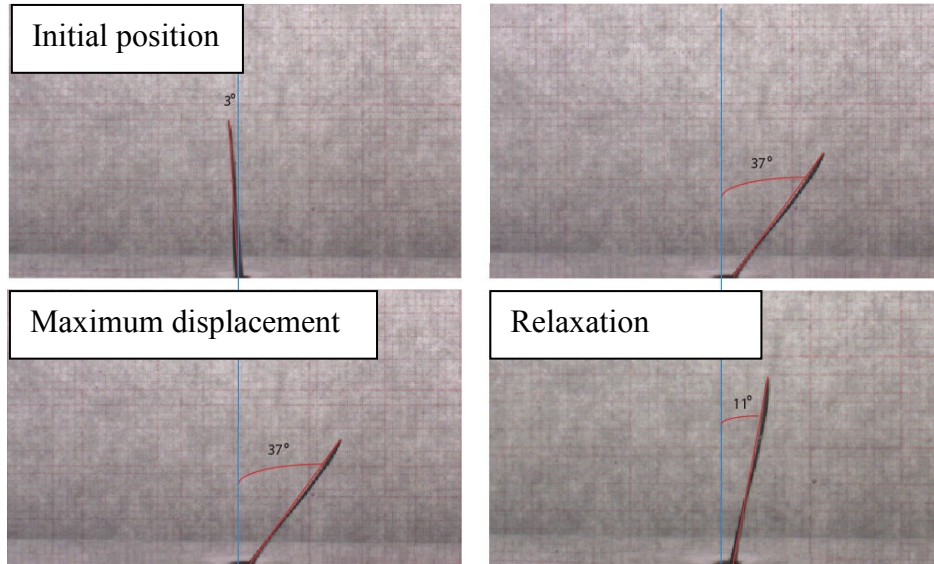 Initial position
3°
37°
Maximum displacement
37°
Relaxation
11°